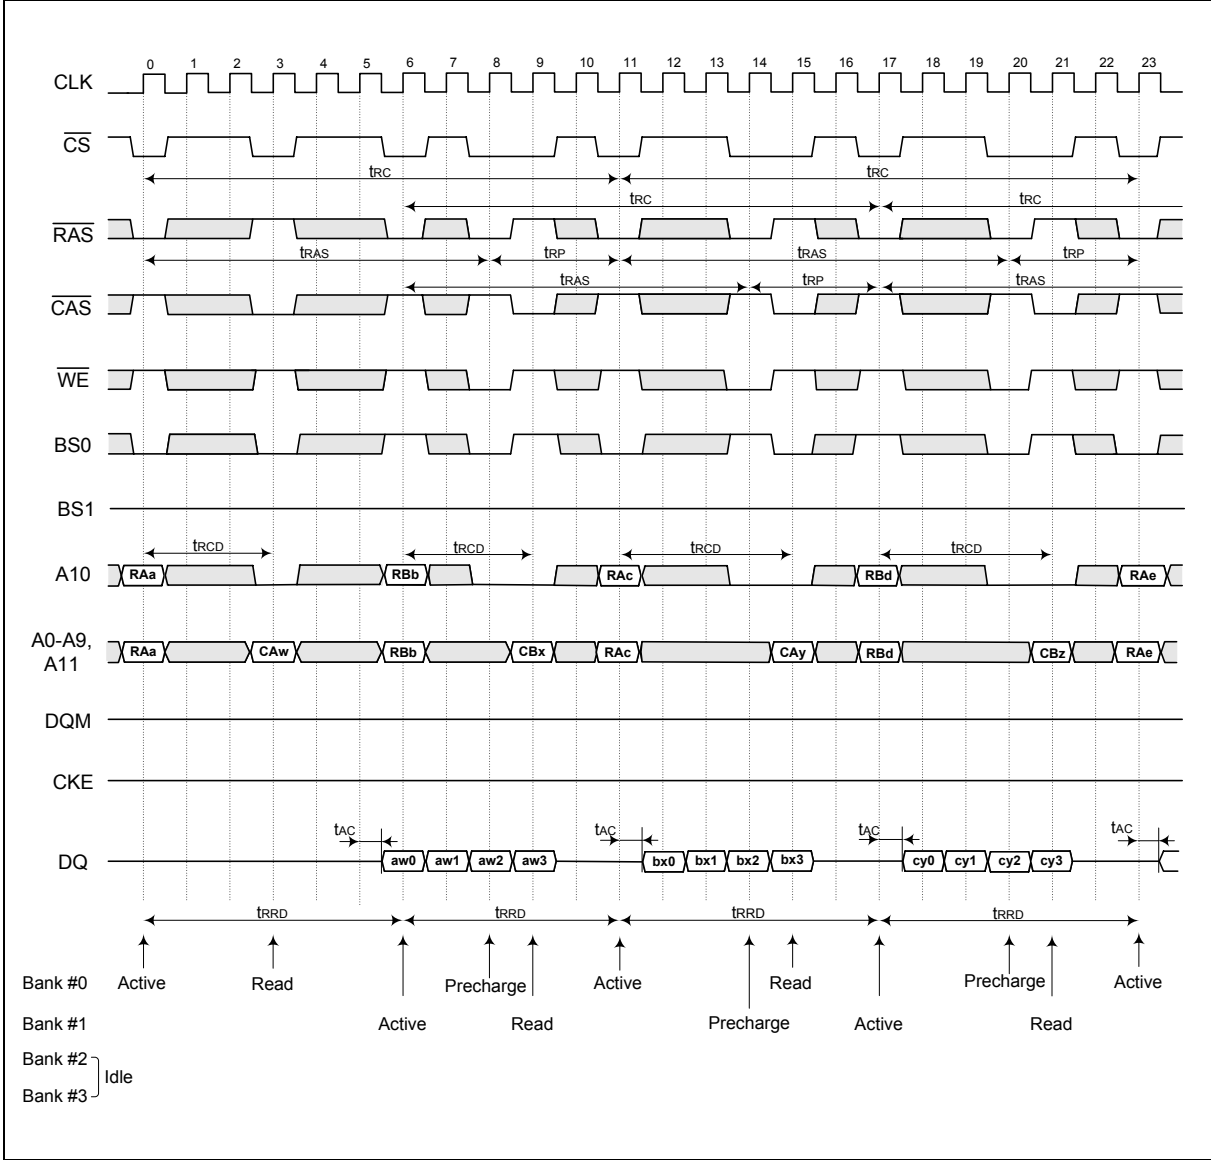 0 1 2 3 4 5 6 7 8 9 10 11 12 13 14 15 16 17 18 19 20 21 22 23
CLK
CS
tRC tRC
tRC tRC
RAS
tRAS tRP tRAS tRP
tRAS tRP tRAS
CAS
WE
BS0
BS1
tRCD tRCD tRCD tRCD
A10 RAa RBb RAc RBd RAe
A0-A9,
A11
RAa CAw RBb CBx RAc CAy RBd CBz RAe
DQM
CKE
tAC tAC tAC tAC
DQ aw0 aw1 aw2 aw3 bx0 bx1 bx2 bx3 cy0 cy1 cy2 cy3
tRRD tRRD tRRD tRRD
Bank #0 Active Read Precharge Active Read Precharge Active
Bank #1 Active Read Precharge Active Read
Bank #2
Idle
Bank #3